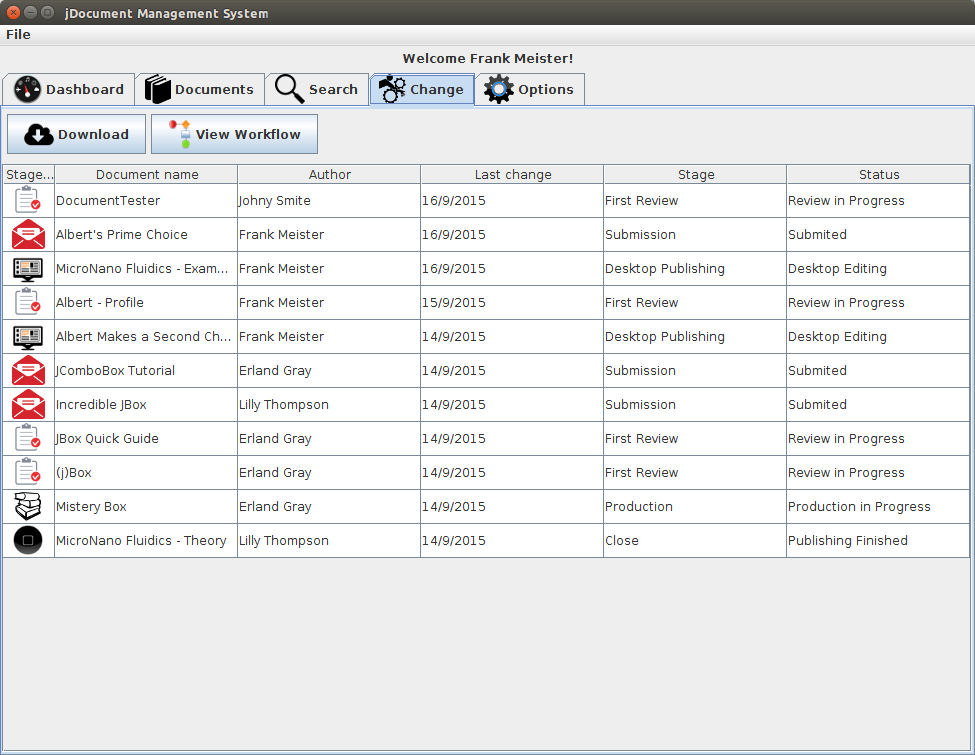 jDocument Management System
File
Welcome Frank Meister!
Dashboard Documents Search Change Options
Download View Workflow
Stage... Document name Author Last change Stage Status
DocumentTester Johny Smite 16/9/2015 First Review Review in Progress
Albert's Prime Choice Frank Meister 16/9/2015 Submission Submited
MicroNano Fluidics - Exam... Frank Meister 16/9/2015 Desktop Publishing Desktop Editing
Albert - Profile Frank Meister 15/9/2015 First Review Review in Progress
Albert Makes a Second Ch... Frank Meister 14/9/2015 Desktop Publishing Desktop Editing
JComboBox Tutorial Erland Gray 14/9/2015 Submission Submited
Incredible JBox Lilly Thompson 14/9/2015 Submission Submited
JBox Quick Guide Erland Gray 14/9/2015 First Review Review in Progress
(j)Box Erland Gray 14/9/2015 First Review Review in Progress
Mistery Box Erland Gray 14/9/2015 Production Production in Progress
MicroNano Fluidics - Theory Lilly Thompson 14/9/2015 Close Publishing Finished